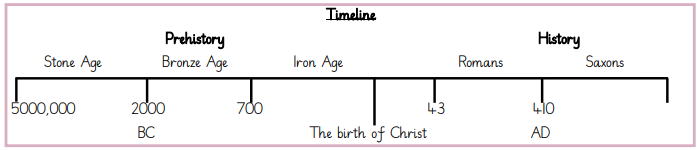 Timeline
Prehistory History
Stone Age Bronze Age Iron Age Romans Saxons
5000,000 2000 700 43 410
BC The birth of Christ AD